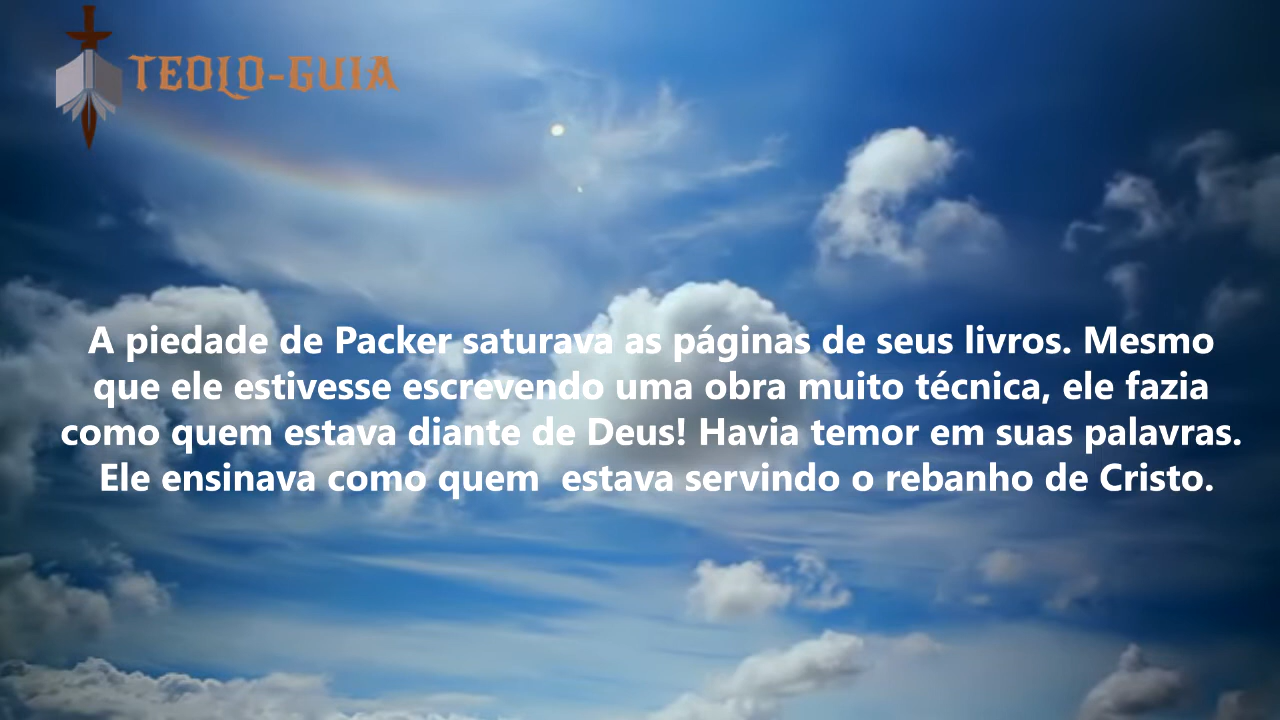 TEOLO-GUIA
A piedade de Packer saturava as páginas de seus livros. Mesmo
que ele estivesse escrevendo uma obra muito técnica, ele fazia
como quem estava diante de Deus! Havia temor em suas palavras.
Ele ensinava como quem  estava servindo o rebanho de Cristo.